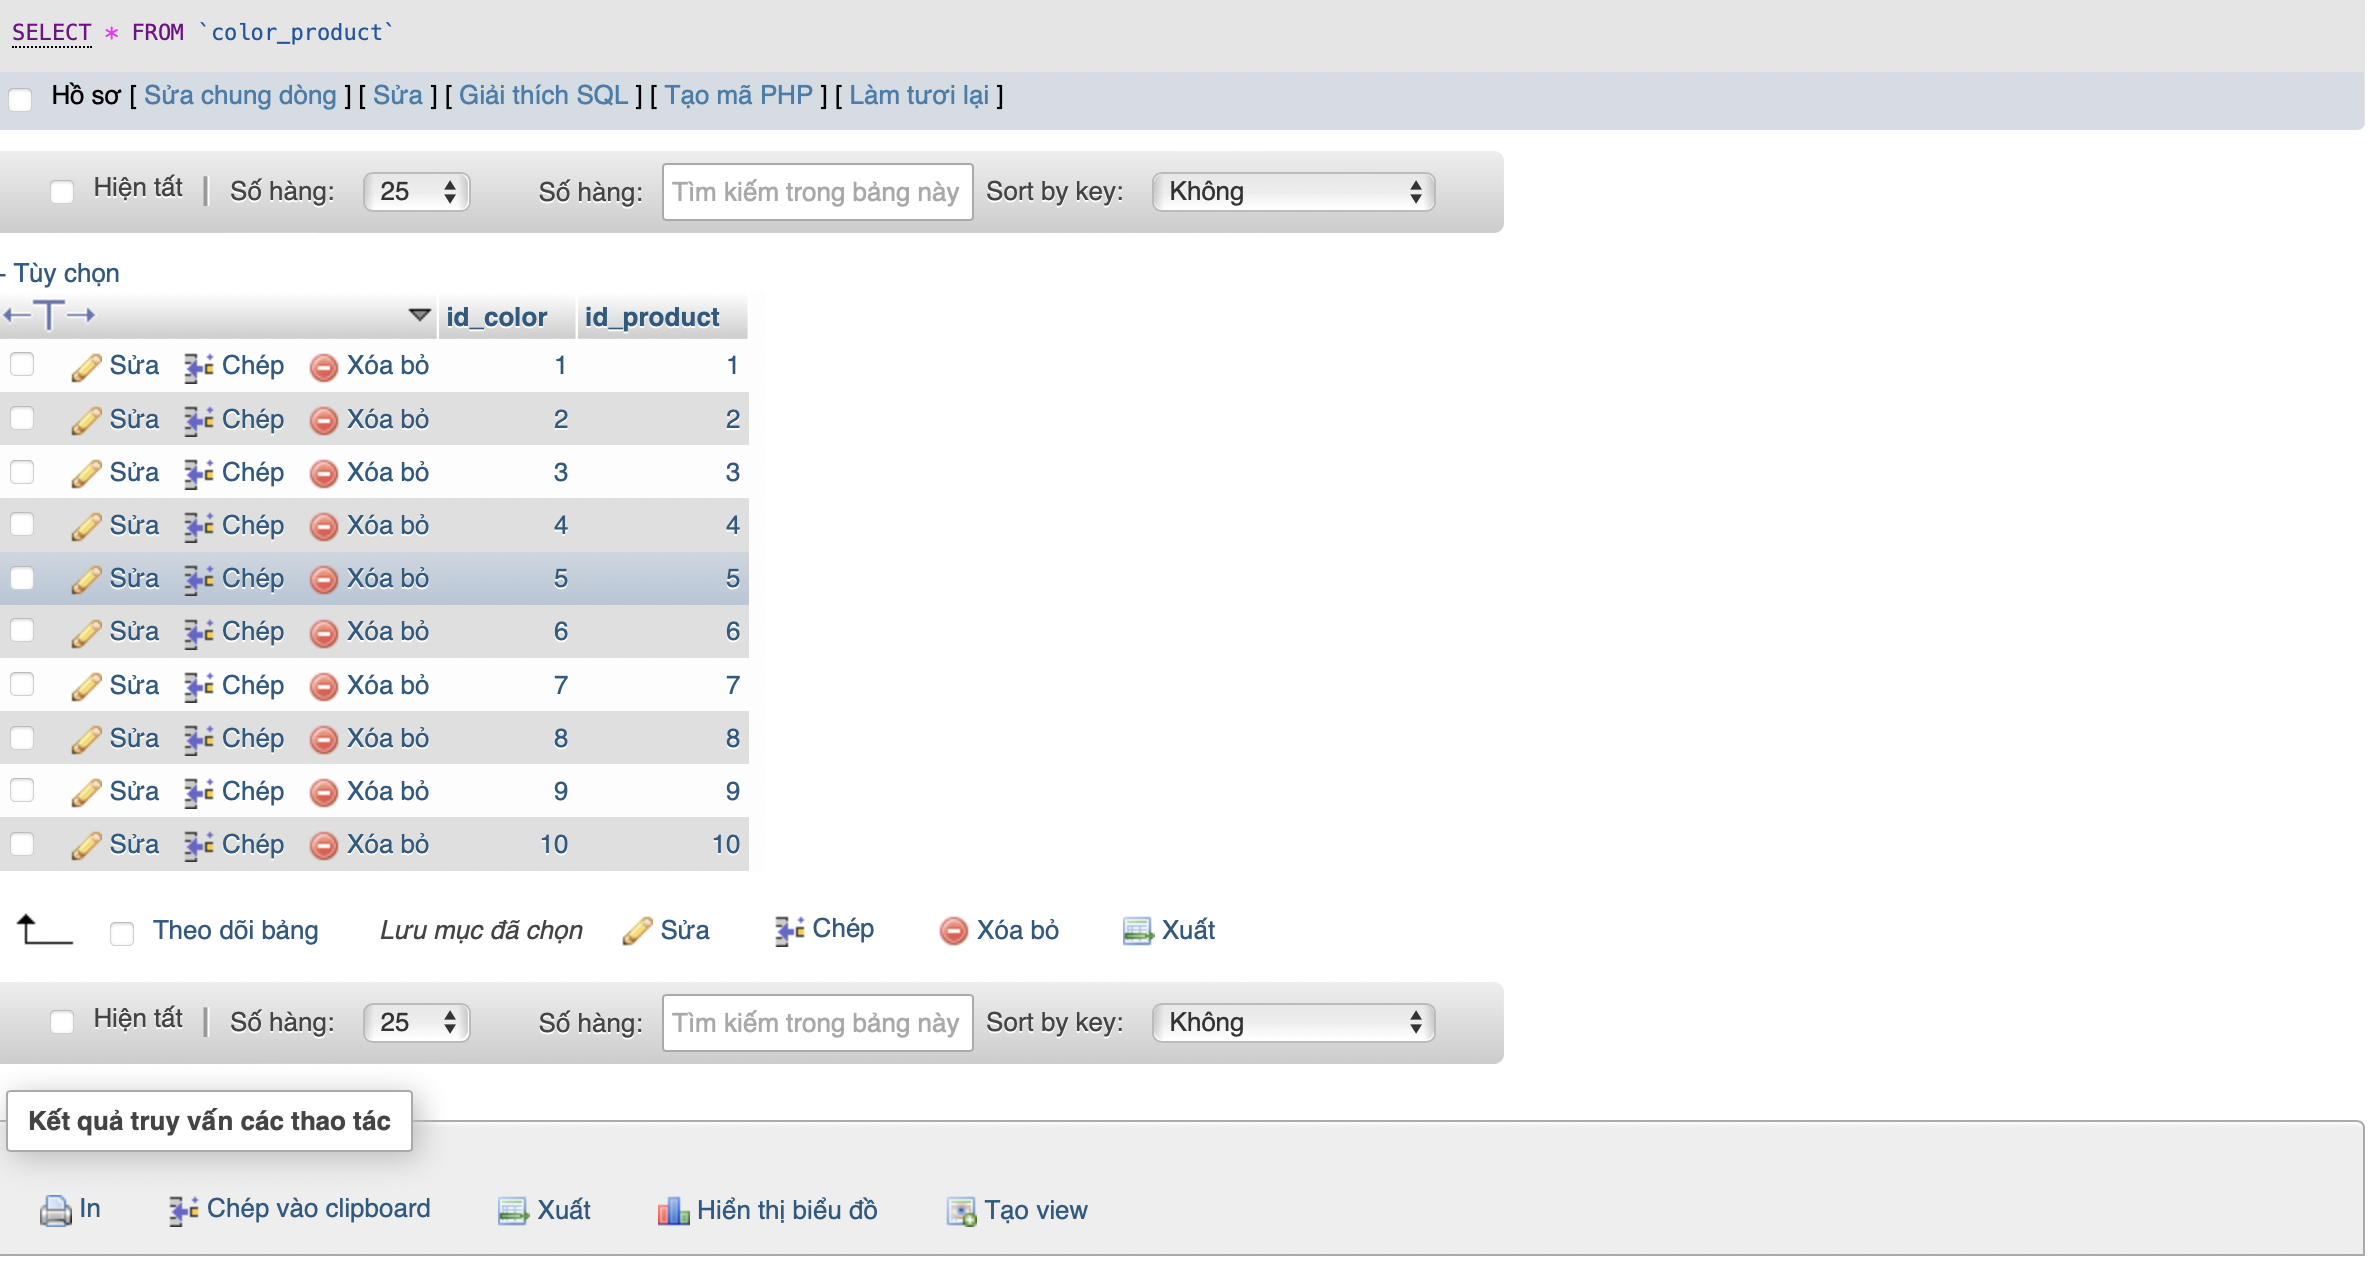 SELECT * FROM `color_product`
Hồ sơ [ Sửa chung dòng ] [ Sửa ] [ Giải thích SQL ] [ Tạo mã PHP ] [ Làm tươi lại ]
Hiện tất | Số hàng: 25 Số hàng: Tìm kiếm trong bảng này Sort by key: Không
- Tùy chọn
←T→ id_color id_product
Sửa Chép Xóa bỏ 1 1
Sửa Chép Xóa bỏ 2 2
Sửa Chép Xóa bỏ 3 3
Sửa Chép Xóa bỏ 4 4
Sửa Chép Xóa bỏ 5 5
Sửa Chép Xóa bỏ 6 6
Sửa Chép Xóa bỏ 7 7
Sửa Chép Xóa bỏ 8 8
Sửa Chép Xóa bỏ 9 9
Sửa Chép Xóa bỏ 10 10
Theo dõi bảng Lưu mục đã chọn Sửa Chép Xóa bỏ Xuất
Hiện tất | Số hàng: 25 Số hàng: Tìm kiếm trong bảng này Sort by key: Không
Kết quả truy vấn các thao tác
In Chép vào clipboard Xuất Hiển thị biểu đồ Tạo view